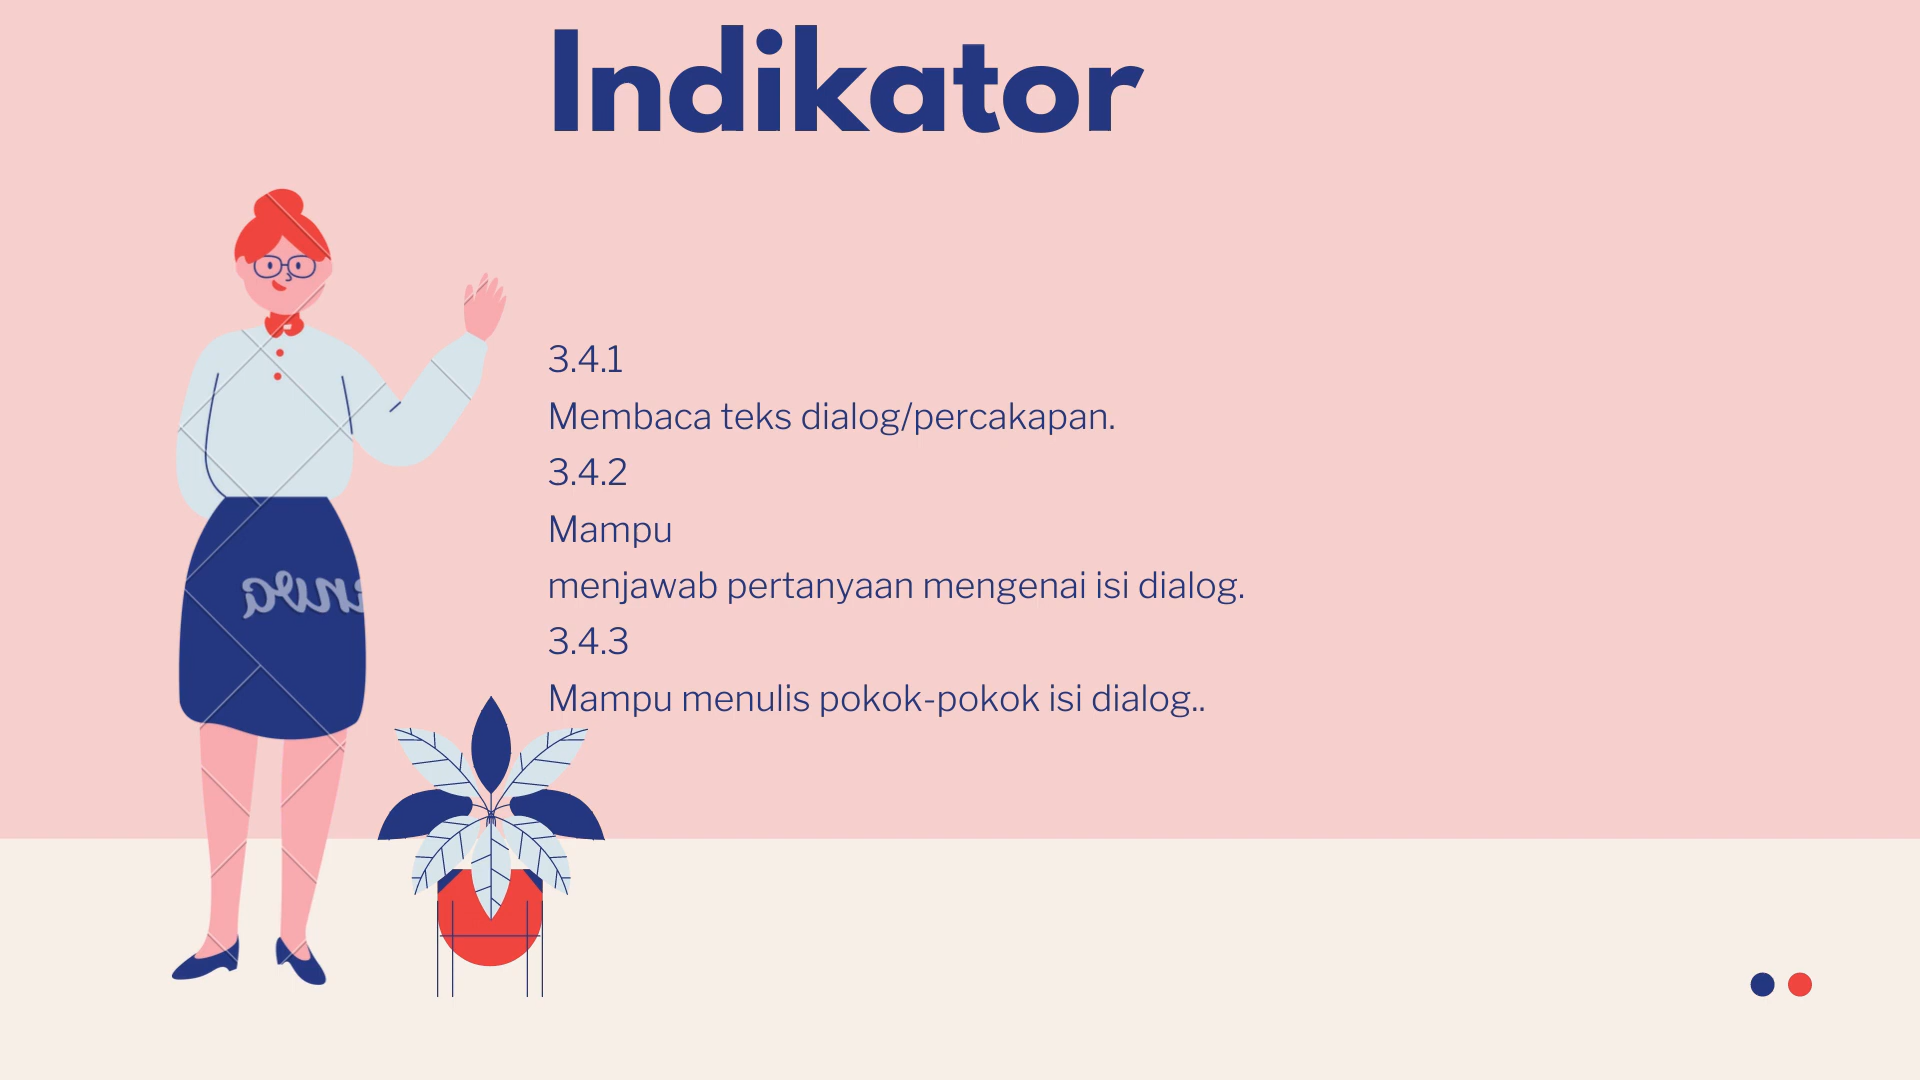 Indikator
3.4.1
Membaca teks dialog/percakapan.
3.4.2
Mampu
menjawab pertanyaan mengenai isi dialog.
3.4.3
Mampu menulis pokok-pokok isi dialog..